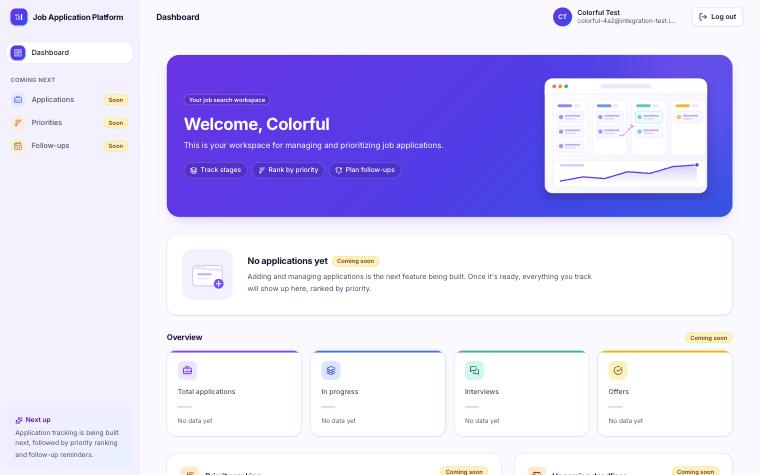 Job Application Platform
Dashboard
CT
Colorful Test
colorful-4a2@integration-test.i...
Log out
Dashboard
COMING NEXT
Applications
Soon
Priorities
Soon
Follow-ups
Soon
Your job search workspace
Welcome, Colorful
This is your workspace for managing and prioritizing job applications.
Track stages
Rank by priority
Plan follow-ups
No applications yet
Coming soon
Adding and managing applications is the next feature being built. Once it's ready, everything you track
will show up here, ranked by priority.
Overview
Coming soon
Total applications
No data yet
In progress
No data yet
Interviews
No data yet
Offers
No data yet
Next up
Application tracking is being built
next, followed by priority ranking
and follow-up reminders.
Priority ranking
Coming soon
Upcoming deadlines
Coming soon